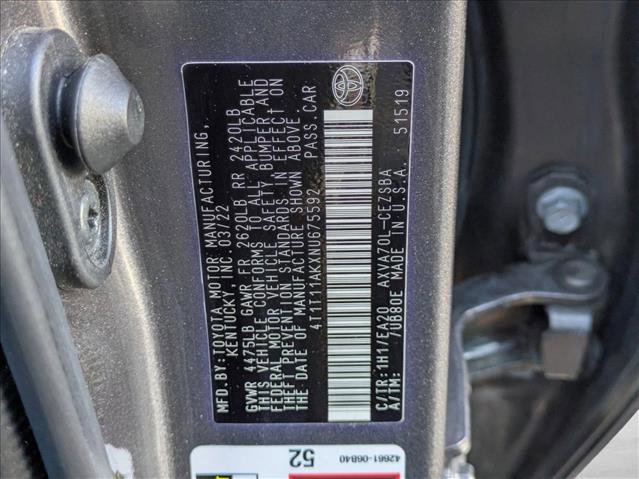 MFD. BY: TOYOTA MOTOR MANUFACTURING,
KENTUCKY, INC. 03/22
GVWR 4475LB GAWR FR 2620LB RR 2420LB
THIS VEHICLE CONFORMS TO ALL APPLICABLE
FEDERAL MOTOR VEHICLE SAFETY BUMPER AND
THEFT PREVENTION STANDARDS IN EFFECT ON
THE DATE OF MANUFACTURE SHOWN ABOVE.
4T1T11AKXNU675592 PASS CAR
C/TR: 1H1/EA20 AXVA70L-CEZSBA
A/TM: /UB80E MADE IN U.S.A. 51519
52
42661-06B40